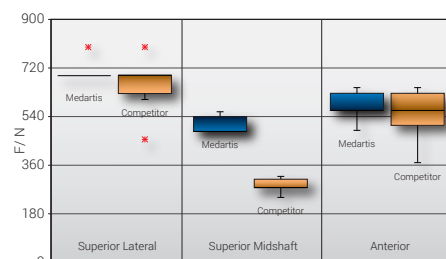 900
720
540
360
180
0
F/ N
Medartis
Competitor
Medartis
Competitor
Medartis
Competitor
Superior Lateral
Superior Midshaft
Anterior